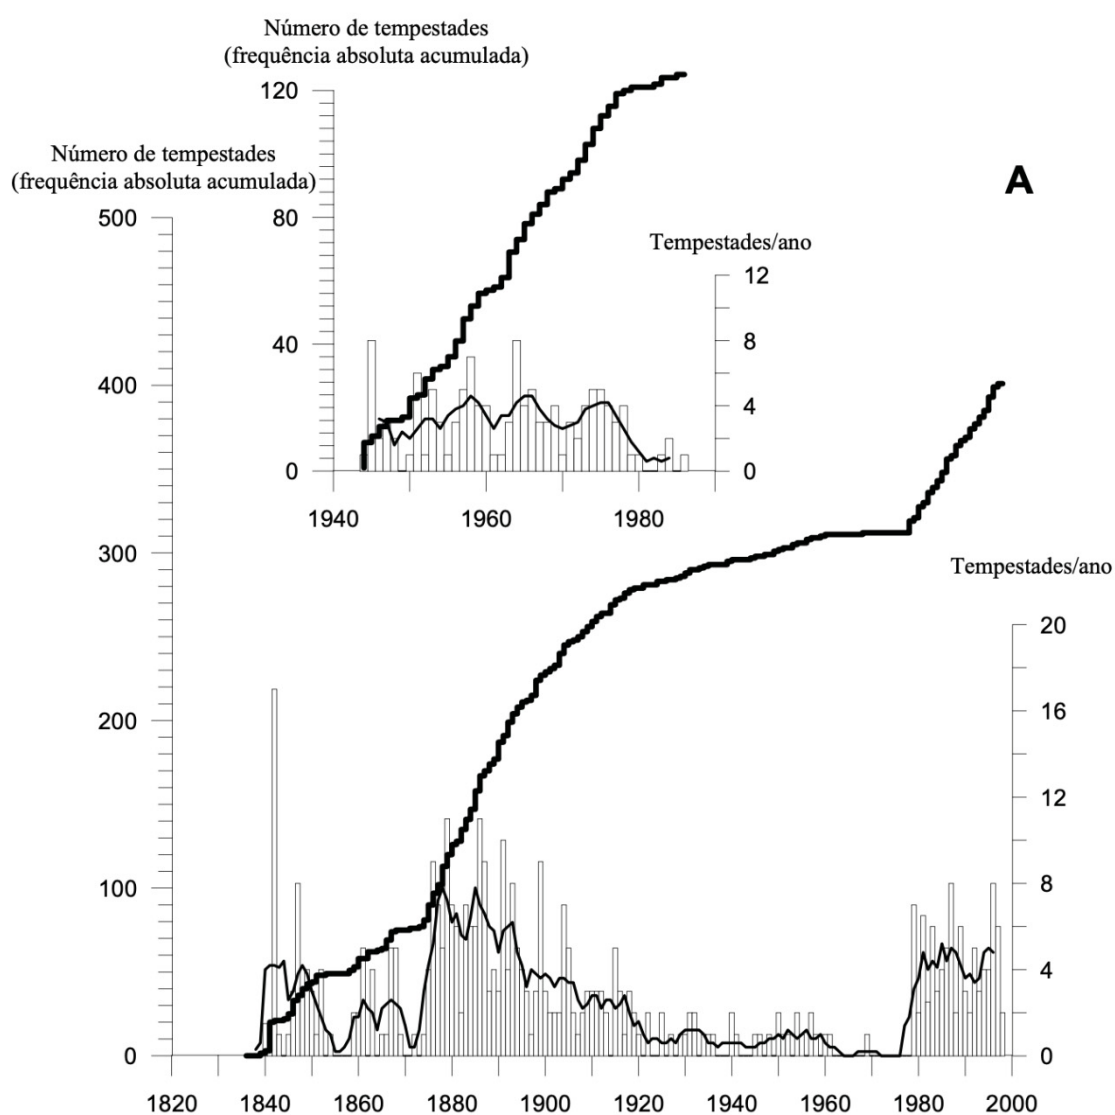 Número de tempestades
(frequência absoluta acumulada)
120
80
40
0
Tempestades/ano
12
8
4
0
1940 1960 1980
A
Número de tempestades
(frequência absoluta acumulada)
500
400
300
200
100
0
Tempestades/ano
20
16
12
8
4
0
1820 1840 1860 1880 1900 1920 1940 1960 1980 2000